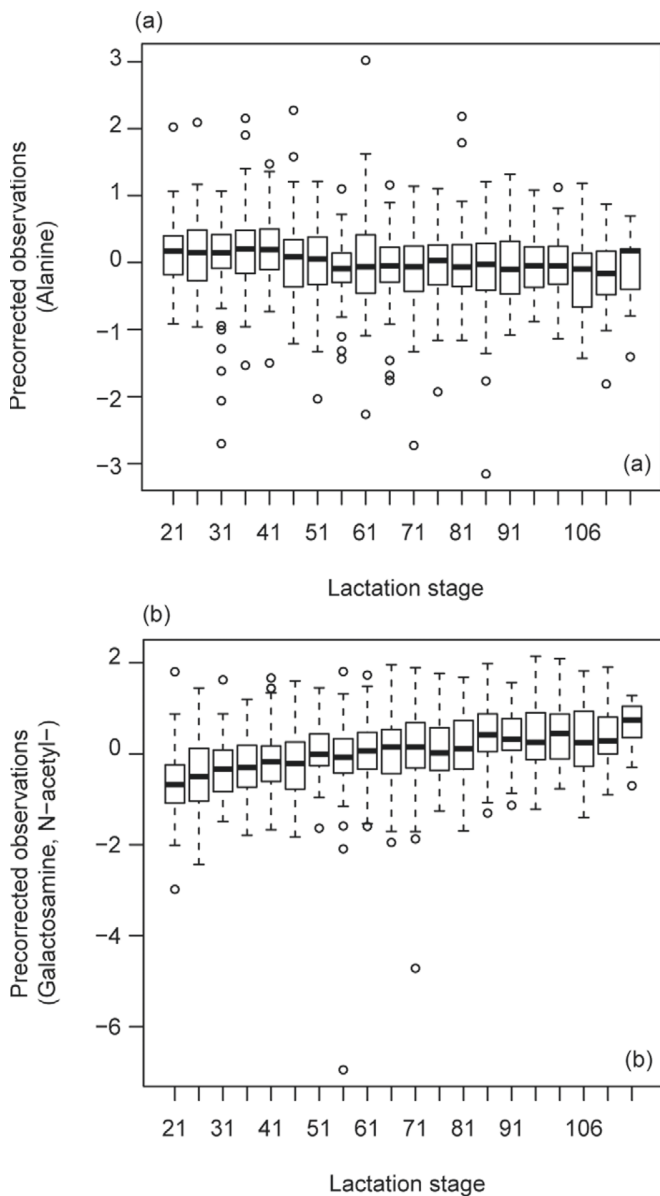 (a)
Precorrected observations
(Alanine)
3
2
1
0
−1
−2
−3
(a)
21 31 41 51 61 71 81 91 106
Lactation stage
(b)
Precorrected observations
(Galactosamine, N−acetyl−)
2
0
−2
−4
−6
(b)
21 31 41 51 61 71 81 91 106
Lactation stage